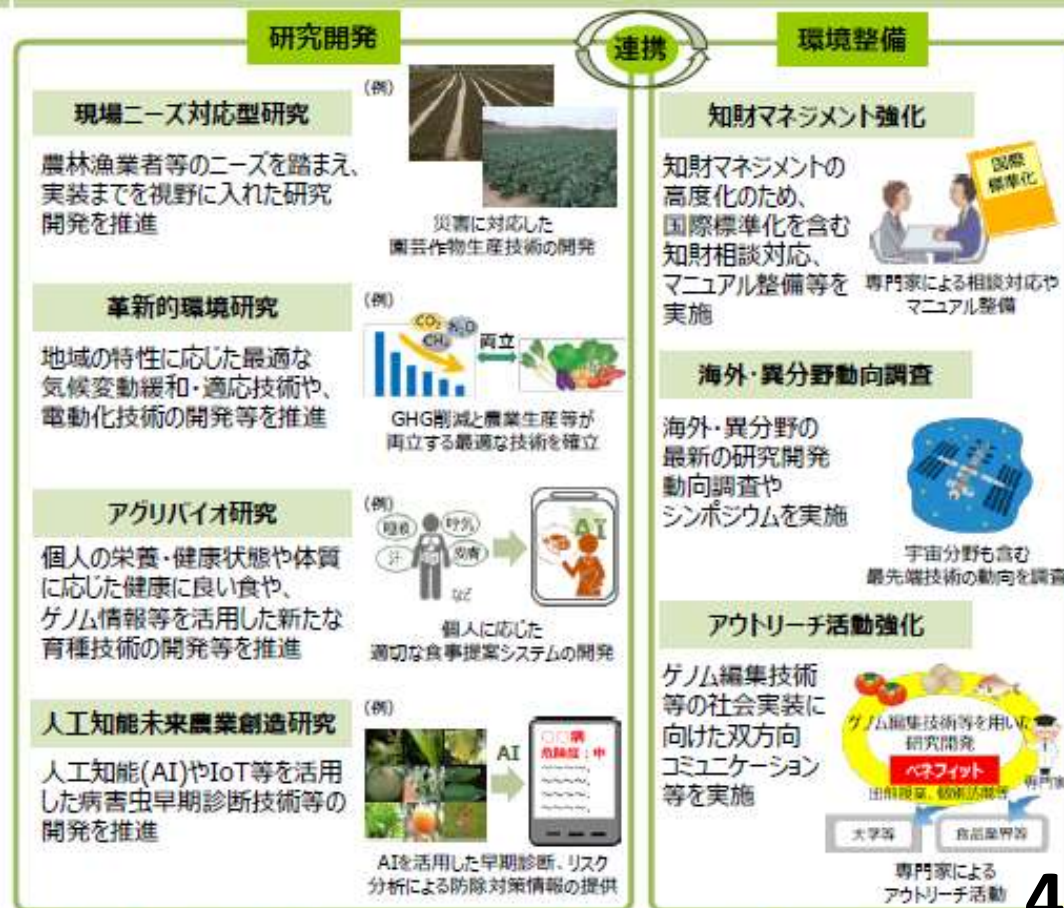 研究開発
連携
環境整備
現場ニーズ対応型研究
農林漁業者等のニーズを踏まえ、
実装までを視野に入れた研究
開発を推進
(例)
災害に対応した
園芸作物生産技術の開発
革新的環境研究
地域の特性に応じた最適な
気候変動緩和・適応技術や、
電動化技術の開発等を推進
(例)
CO₂
N₂O
CH₄
両立
GHG削減と農業生産等が
両立する最適な技術を確立
アグリバイオ研究
個人の栄養・健康状態や体質
に応じた健康に良い食や、
ゲノム情報等を活用した新たな
育種技術の開発等を推進
(例)
唾液
呼気
汗
皮膚
など
AI
個人に応じた
適切な食事提案システムの開発
人工知能未来農業創造研究
人工知能(AI)やIoT等を活用
した病害虫早期診断技術等の
開発を推進
(例)
AI
〇〇病
危険度：中
AIを活用した早期診断、リスク
分析による防除対策情報の提供
知財マネジメント強化
知財マネジメントの
高度化のため、
国際標準化を含む
知財相談対応、
マニュアル整備等を
実施
国際
標準化
専門家による相談対応や
マニュアル整備
海外・異分野動向調査
海外・異分野の
最新の研究開発
動向調査や
シンポジウムを実施
宇宙分野も含む
最先端技術の動向を調査
アウトリーチ活動強化
ゲノム編集技術
等の社会実装に
向けた双方向
コミュニケーション
等を実施
ゲノム編集技術等を用いた
研究開発
ベネフィット
専門家
大学等
食品業界等
専門家による
アウトリーチ活動
4